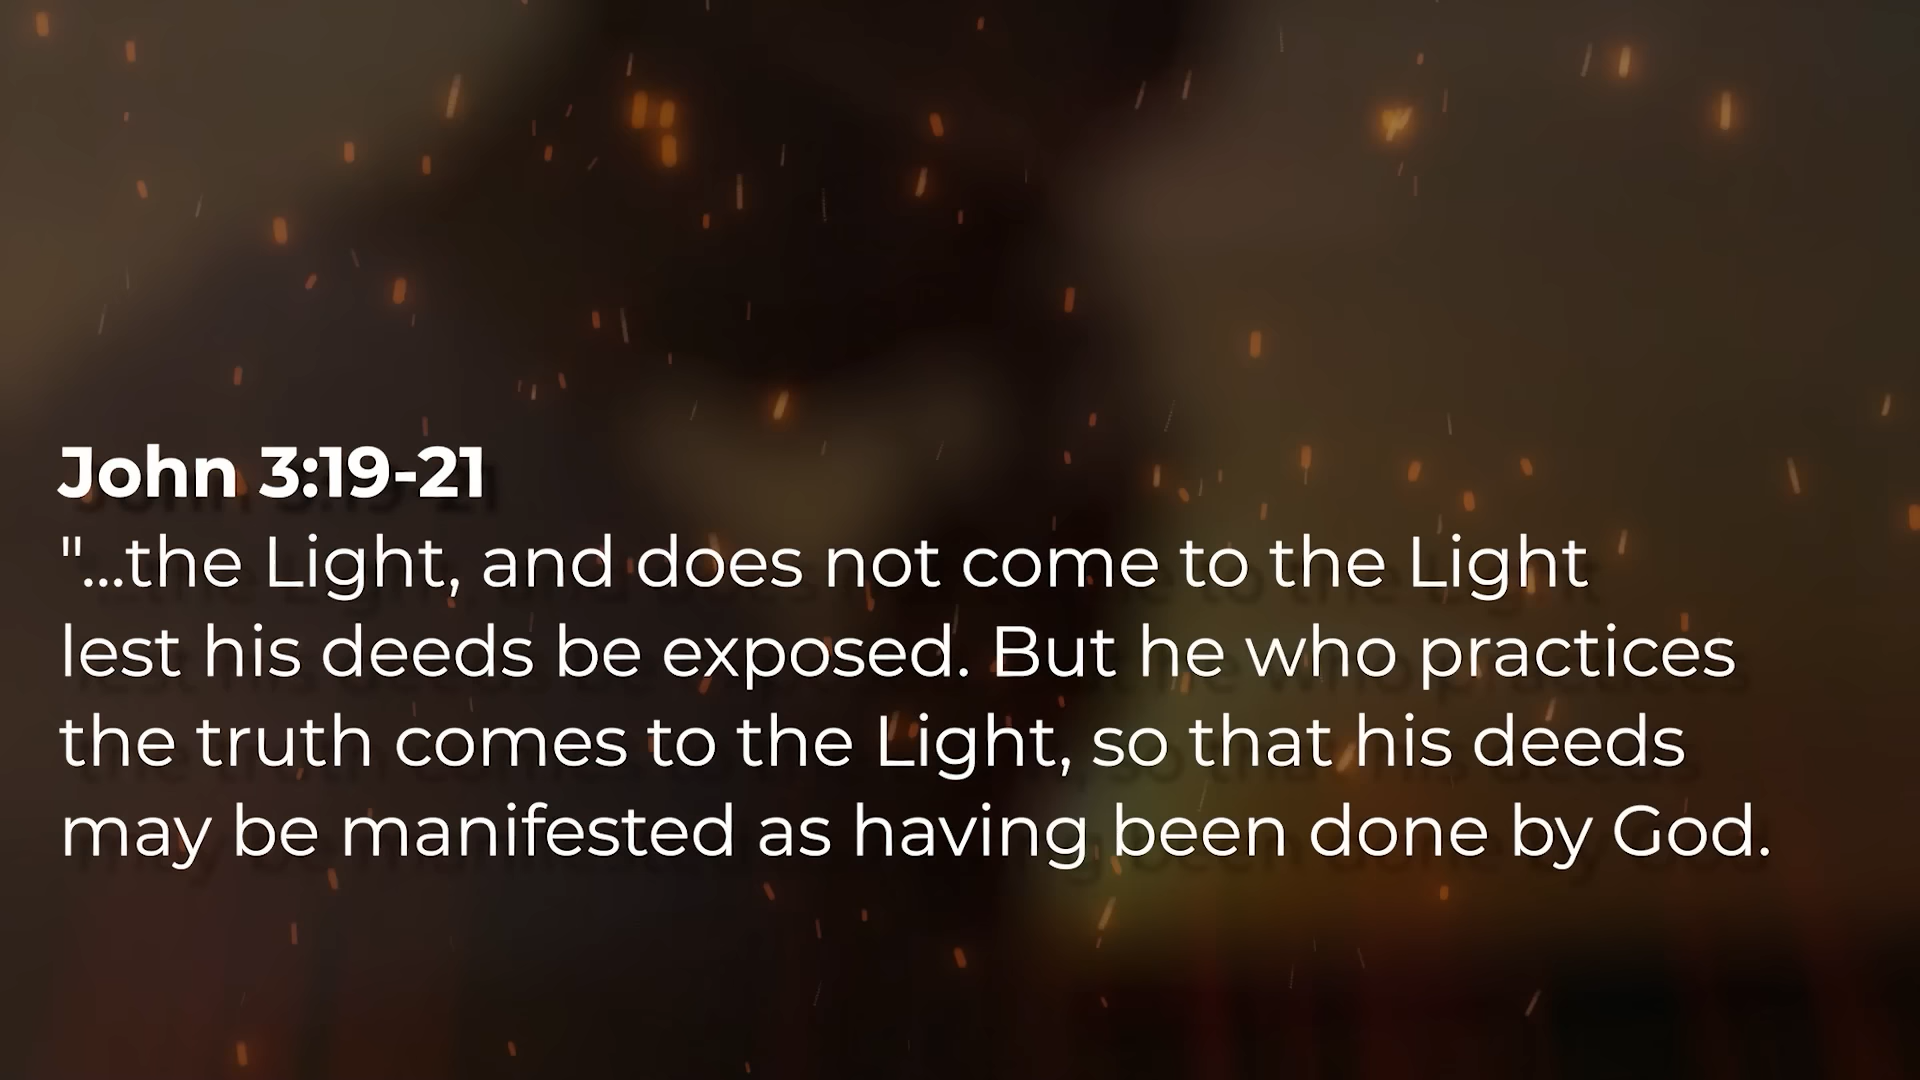 John 3:19-21
"...the Light, and does not come to the Light
lest his deeds be exposed. But he who practices
the truth comes to the Light, so that his deeds
may be manifested as having been done by God.